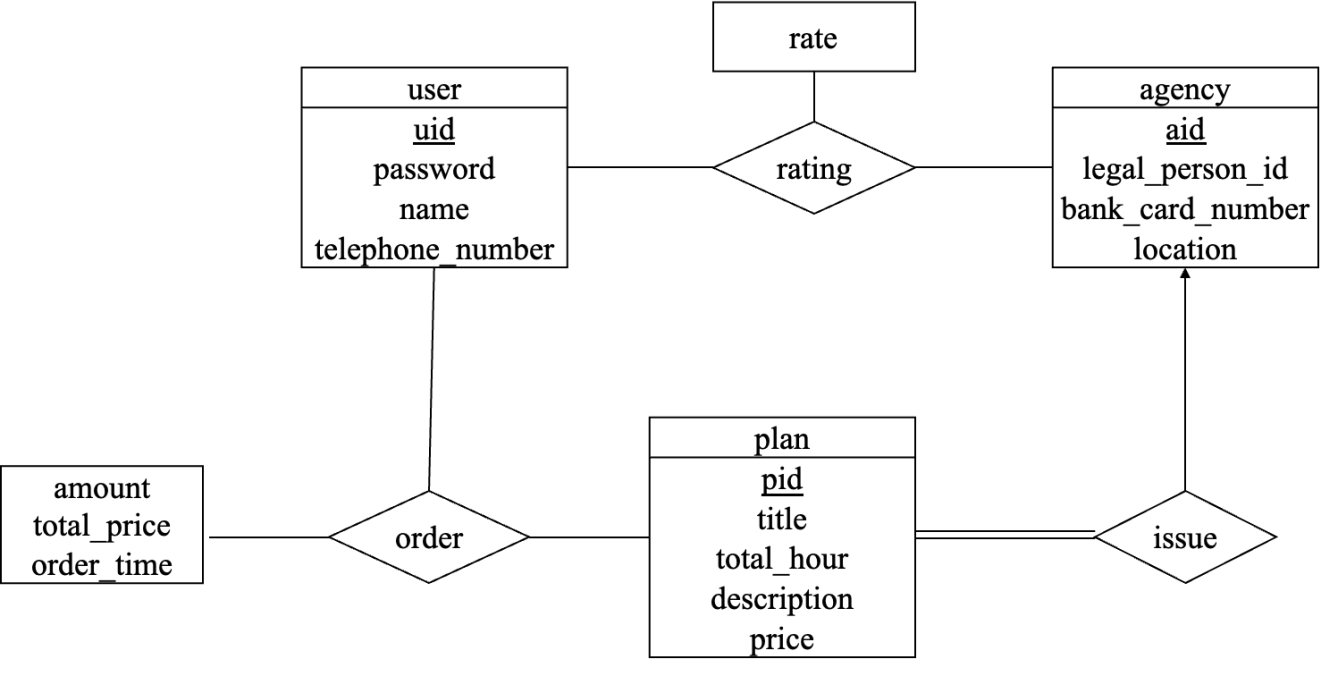 rate
user
uid
password
name
telephone_number
rating
agency
aid
legal_person_id
bank_card_number
location
amount
total_price
order_time
order
plan
pid
title
total_hour
description
price
issue